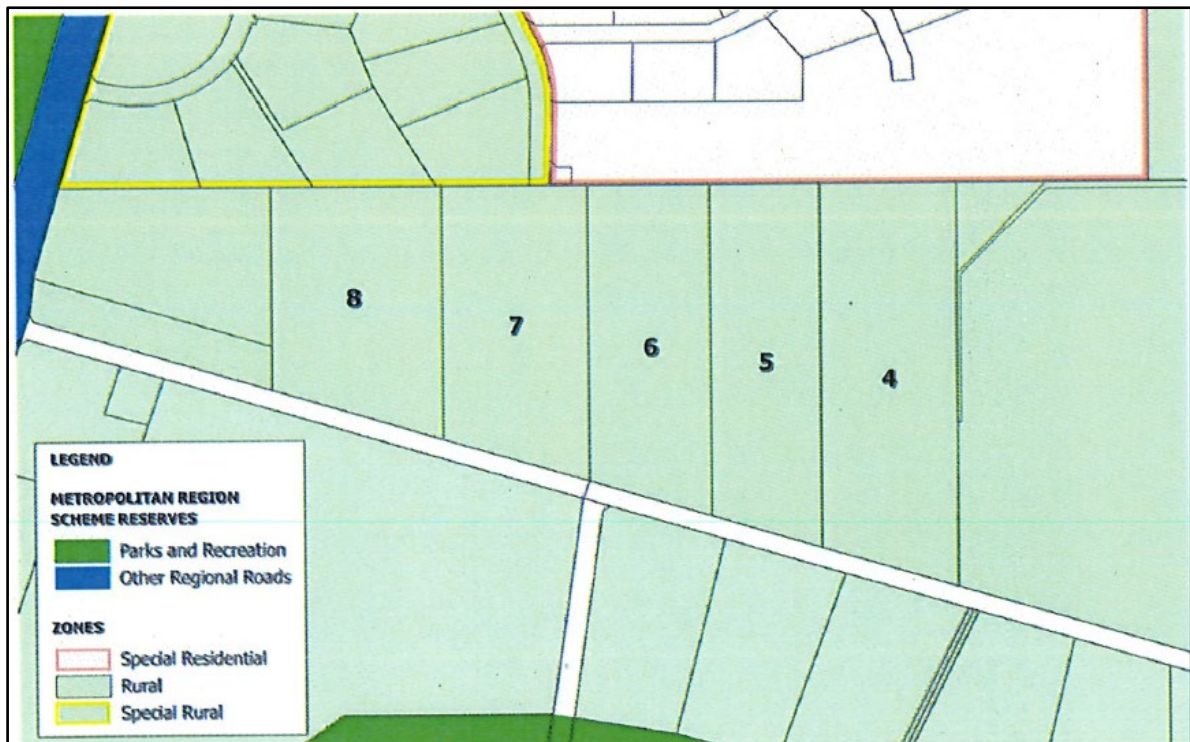 8
7
6
5
4
LEGEND
METROPOLITAN REGION
SCHEME RESERVES
Parks and Recreation
Other Regional Roads
ZONES
Special Residential
Rural
Special Rural